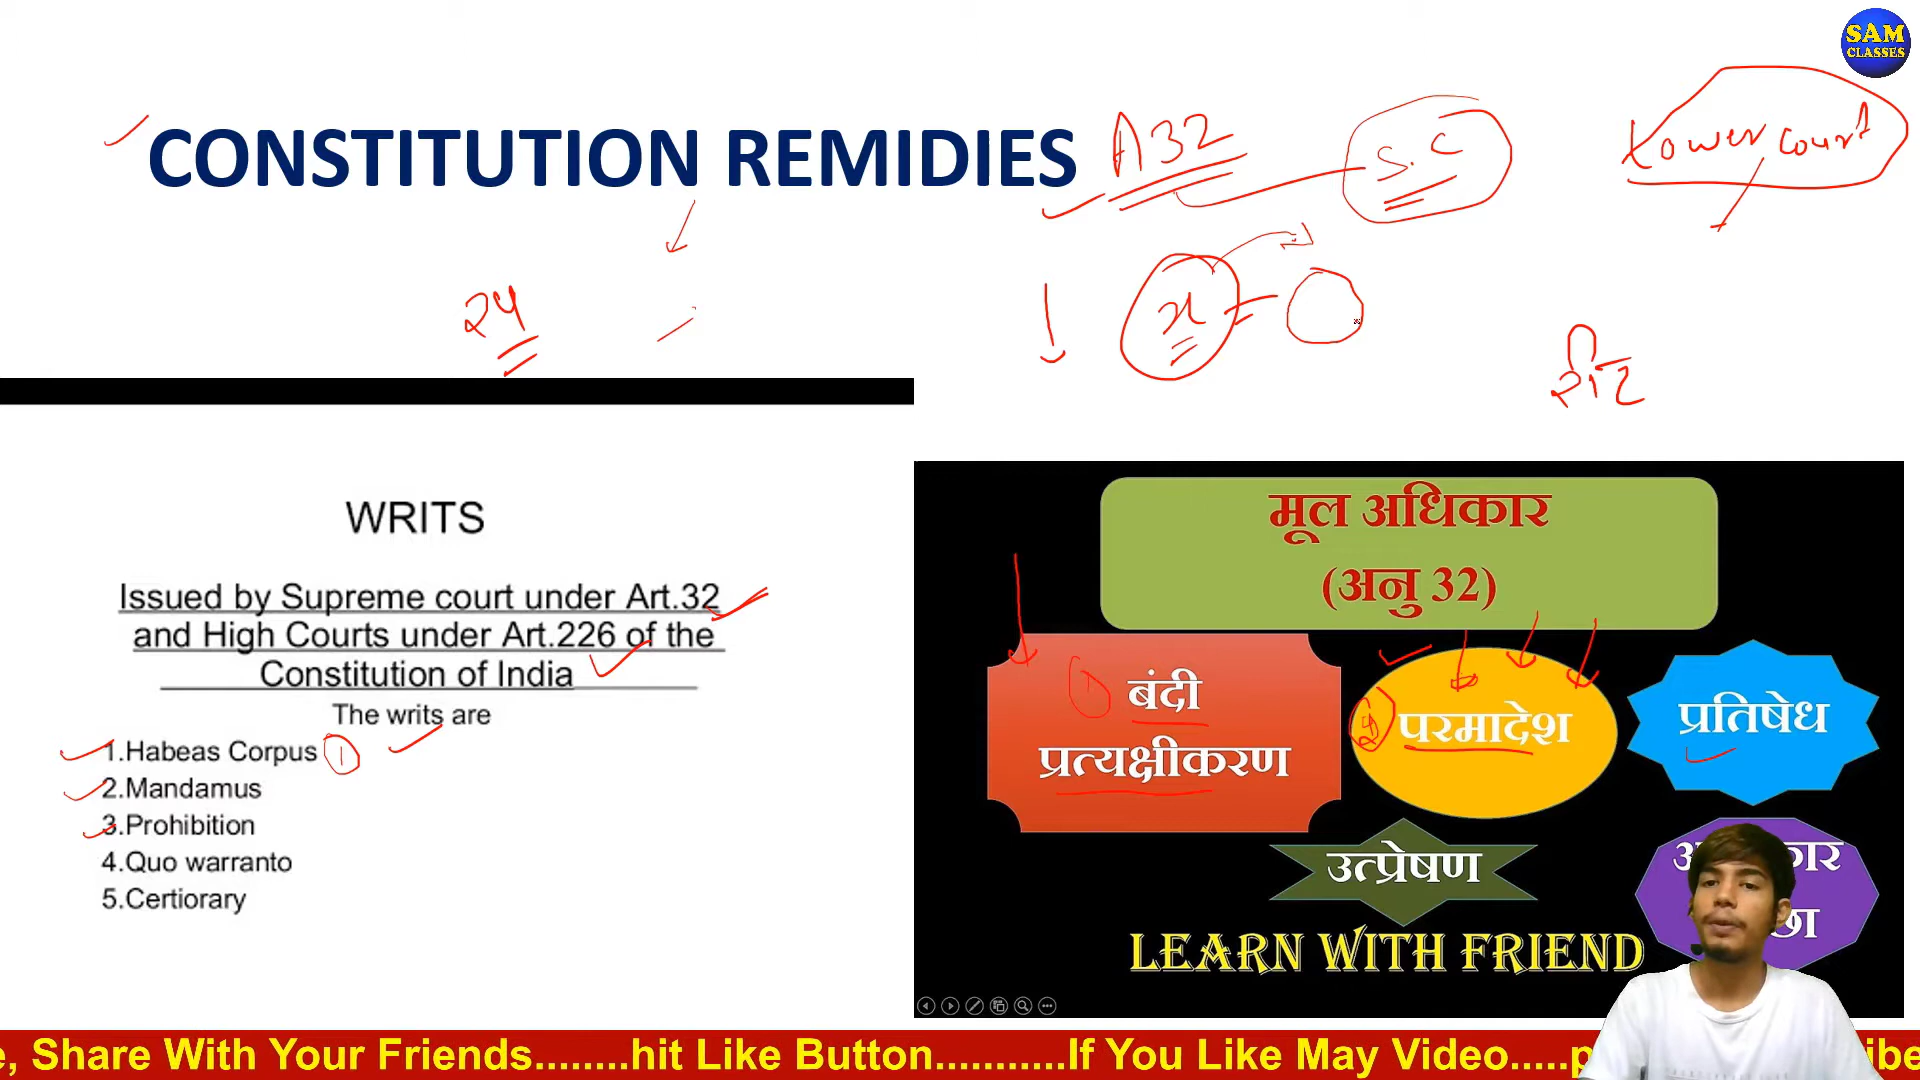 SAM
CLASSES
CONSTITUTION REMIDIES
A32
S.C
Lower court
24
x
WRITS
Issued by Supreme court under Art.32
and High Courts under Art.226 of the
Constitution of India
The writs are
1.Habeas Corpus 1
2.Mandamus
3.Prohibition
4.Quo warranto
5.Certiorary
मूल अधिकार
(अनु 32)
1 बंदी
प्रत्यक्षीकरण
परमादेश
प्रतिषेध
उत्प्रेषण
LEARN WITH FRIEND
e, Share With Your Friends........hit Like Button...........If You Like May Video.....p